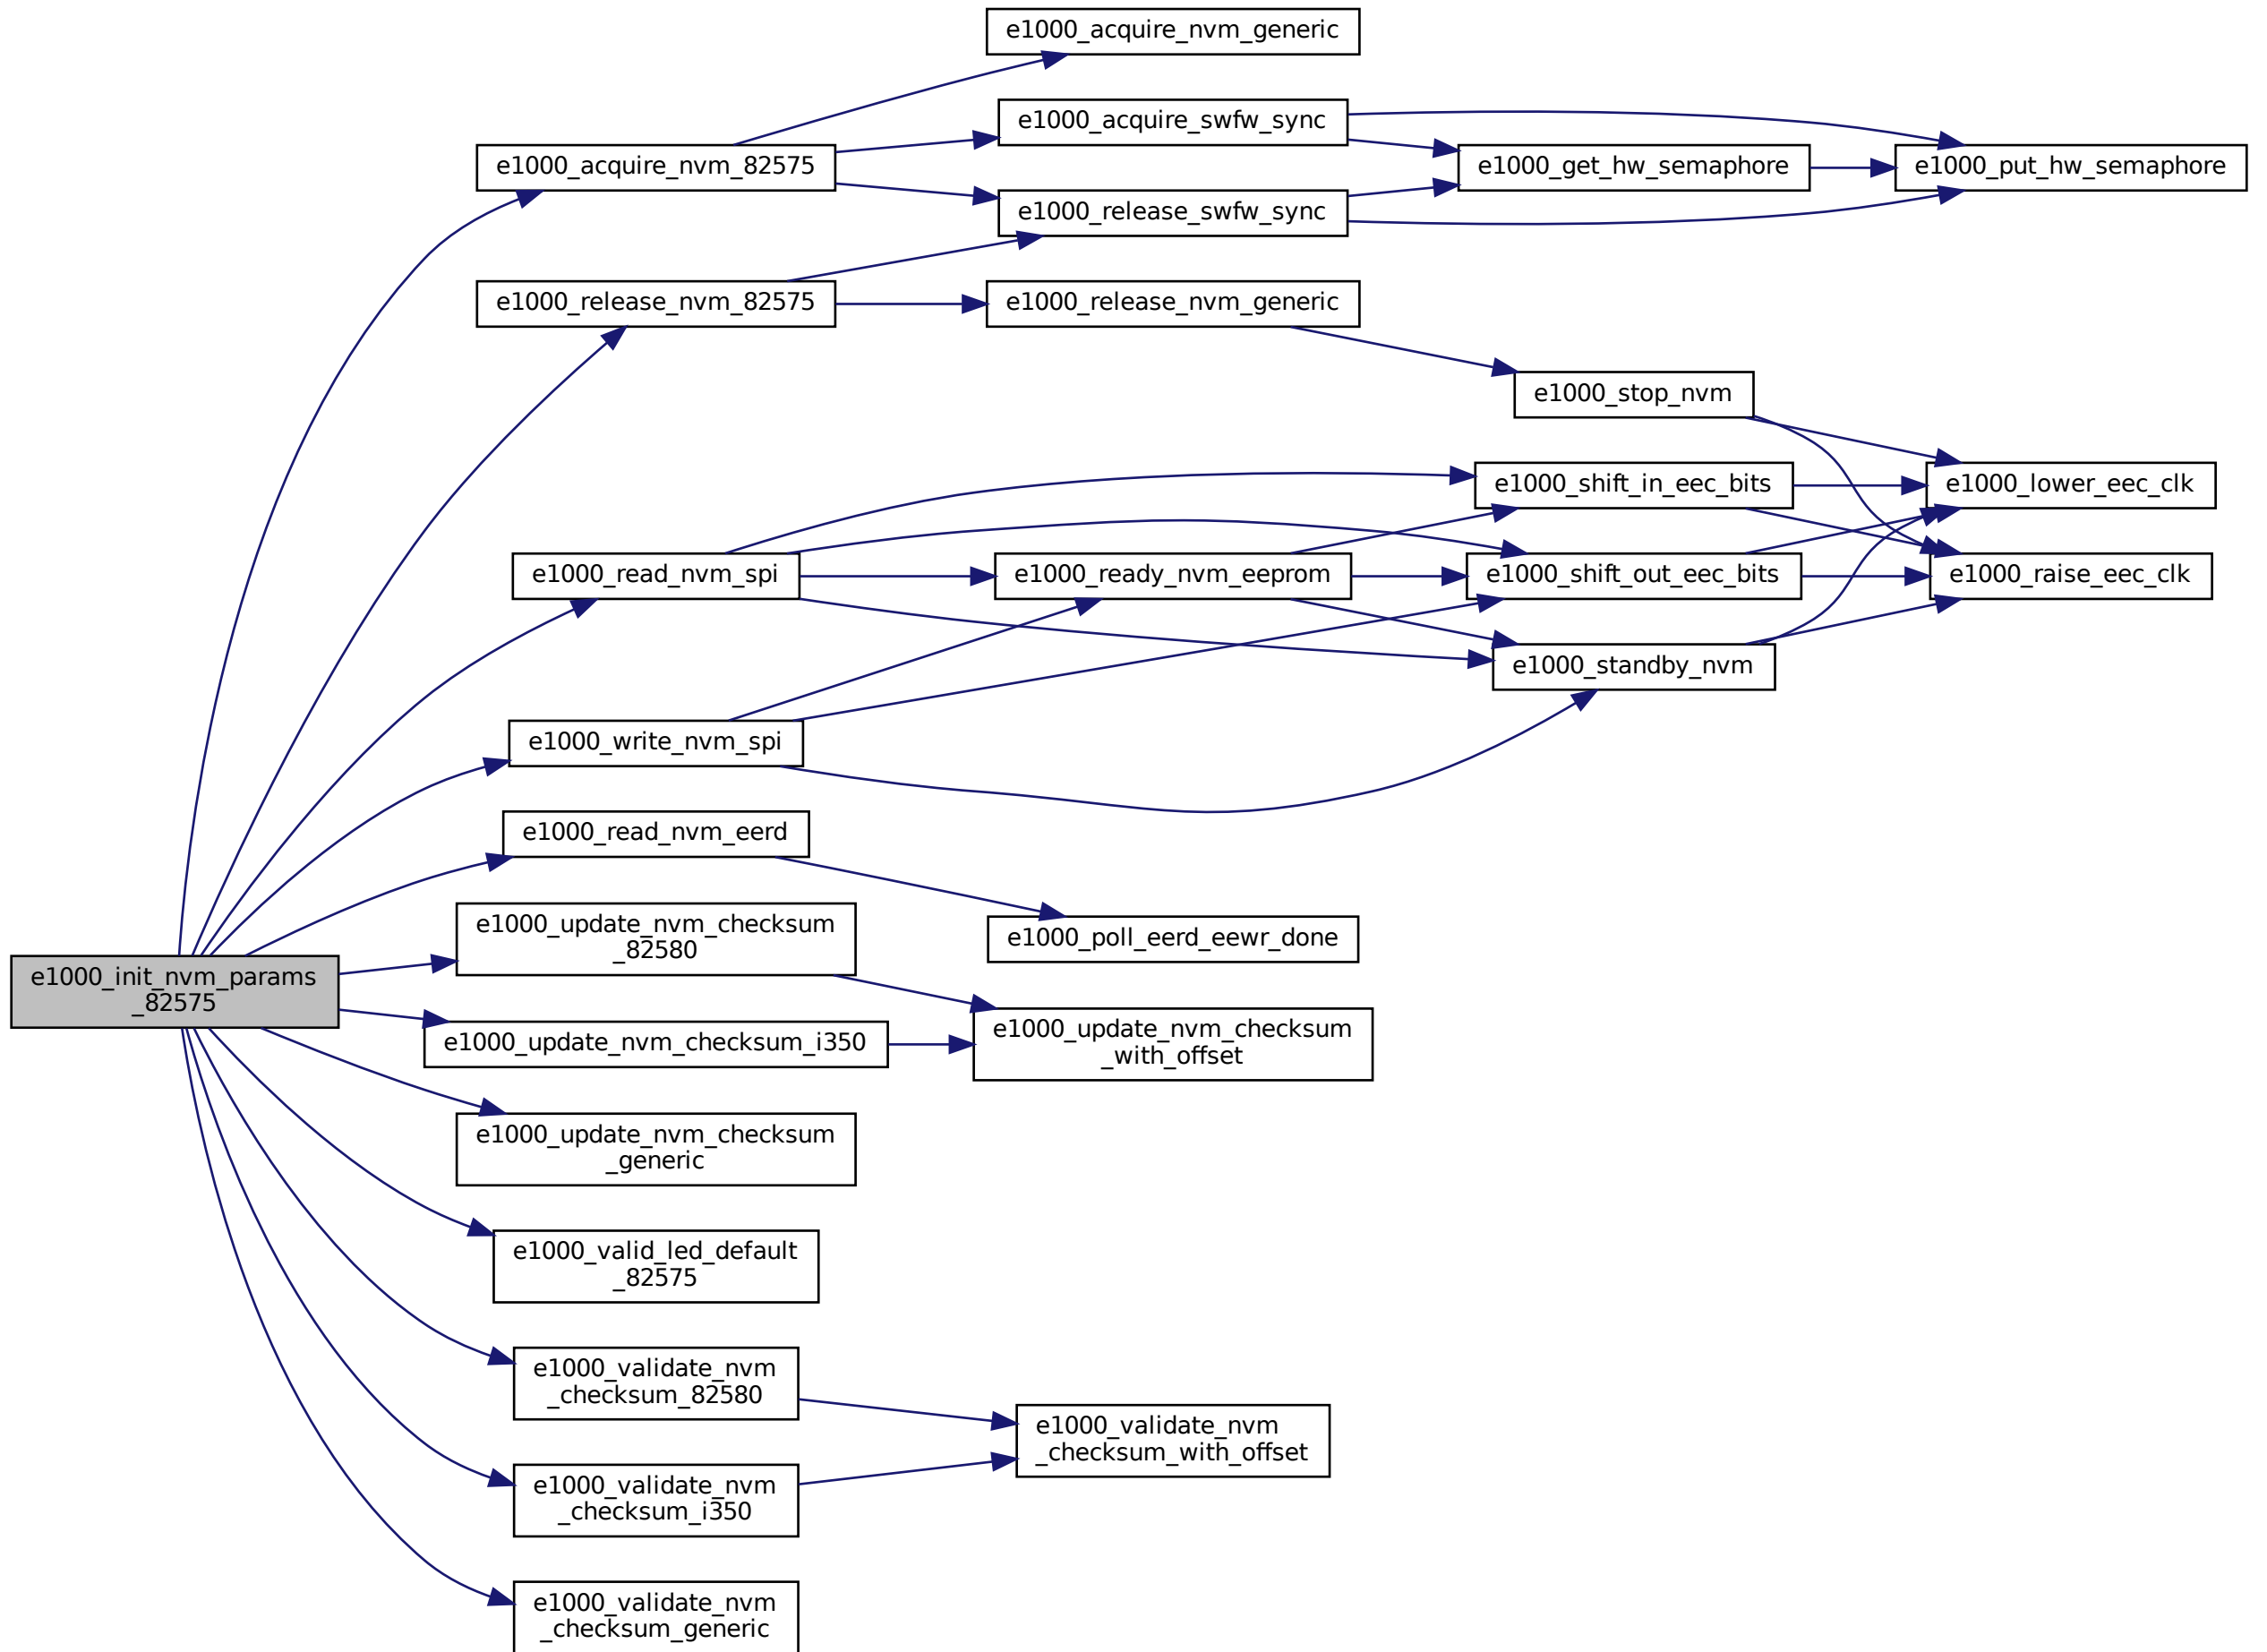 e1000_acquire_nvm_generic
e1000_acquire_swfw_sync
e1000_acquire_nvm_82575
e1000_get_hw_semaphore
e1000_put_hw_semaphore
e1000_release_swfw_sync
e1000_release_nvm_82575
e1000_release_nvm_generic
e1000_stop_nvm
e1000_shift_in_eec_bits
e1000_lower_eec_clk
e1000_read_nvm_spi
e1000_ready_nvm_eeprom
e1000_shift_out_eec_bits
e1000_raise_eec_clk
e1000_standby_nvm
e1000_write_nvm_spi
e1000_read_nvm_eerd
e1000_update_nvm_checksum
_82580
e1000_poll_eerd_eewr_done
e1000_init_nvm_params
_82575
e1000_update_nvm_checksum_i350
e1000_update_nvm_checksum
_with_offset
e1000_update_nvm_checksum
_generic
e1000_valid_led_default
_82575
e1000_validate_nvm
_checksum_82580
e1000_validate_nvm
_checksum_with_offset
e1000_validate_nvm
_checksum_i350
e1000_validate_nvm
_checksum_generic